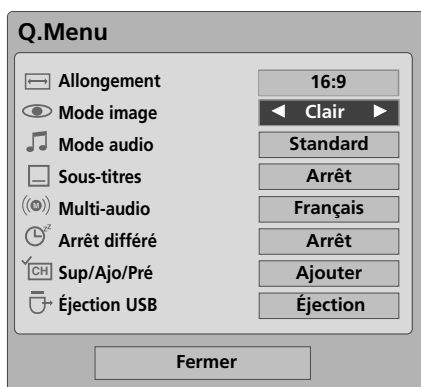 Q.Menu
Allongement 16:9
Mode image ◄ Clair ►
Mode audio Standard
Sous-titres Arrêt
Multi-audio Français
Arrêt différé Arrêt
Sup/Ajo/Pré Ajouter
Éjection USB Éjection
Fermer